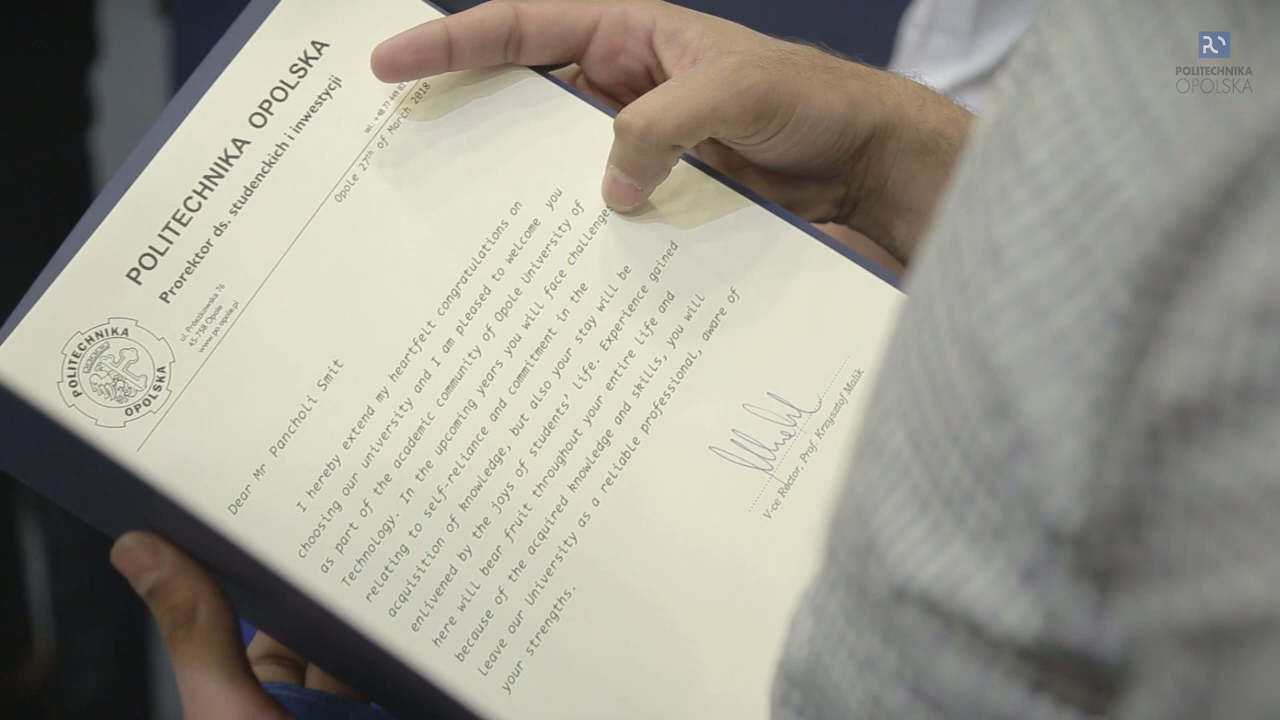 POLITECHNIKA OPOLSKA
Prorektor ds. studenckich i inwestycji
ul. Prószkowska 76
45-758 Opole
www.po.opole.pl
tel.: +48 77 449 82
POLITECHNIKA
OPOLSKA
Opole 27th of March 2018
Dear Mr Pancholi Smit
I hereby extend my heartfelt congratulations on
choosing our university and I am pleased to welcome you
as part of the academic community of Opole University of
Technology. In the upcoming years you will face challenges
relating to self-reliance and commitment in the
acquisition of knowledge, but also your stay will be
enlivened by the joys of students' life. Experience gained
here will bear fruit throughout your entire life and
because of the acquired knowledge and skills, you will
leave our University as a reliable professional, aware of
your strengths.
V-ce Rector, Prof. Krzysztof Malik
POLITECHNIKA
OPOLSKA